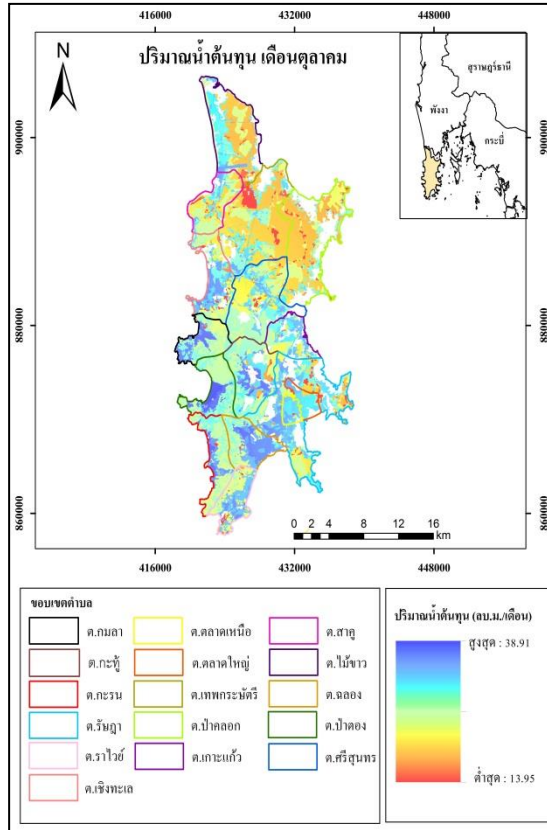 416000 432000 448000
N
ปริมาณน้ำต้นทุน เดือนตุลาคม
สุราษฎร์ธานี
พังงา
กระบี่
900000 900000
880000 880000
860000 860000
0 2 4 8 12 16
km
416000 432000 448000
ขอบเขตตำบล
ต.กมลา ต.ตลาดเหนือ ต.สาคู
ต.กะทู้ ต.ตลาดใหญ่ ต.ไม้ขาว
ต.กะรน ต.เทพกระษัตรี ต.ฉลอง
ต.รัษฎา ต.ป่าคลอก ต.ป่าตอง
ต.ราไวย์ ต.เกาะแก้ว ต.ศรีสุนทร
ต.เชิงทะเล
ปริมาณน้ำต้นทุน (ลบ.ม./เดือน)
สูงสุด : 38.91
ต่ำสุด : 13.95